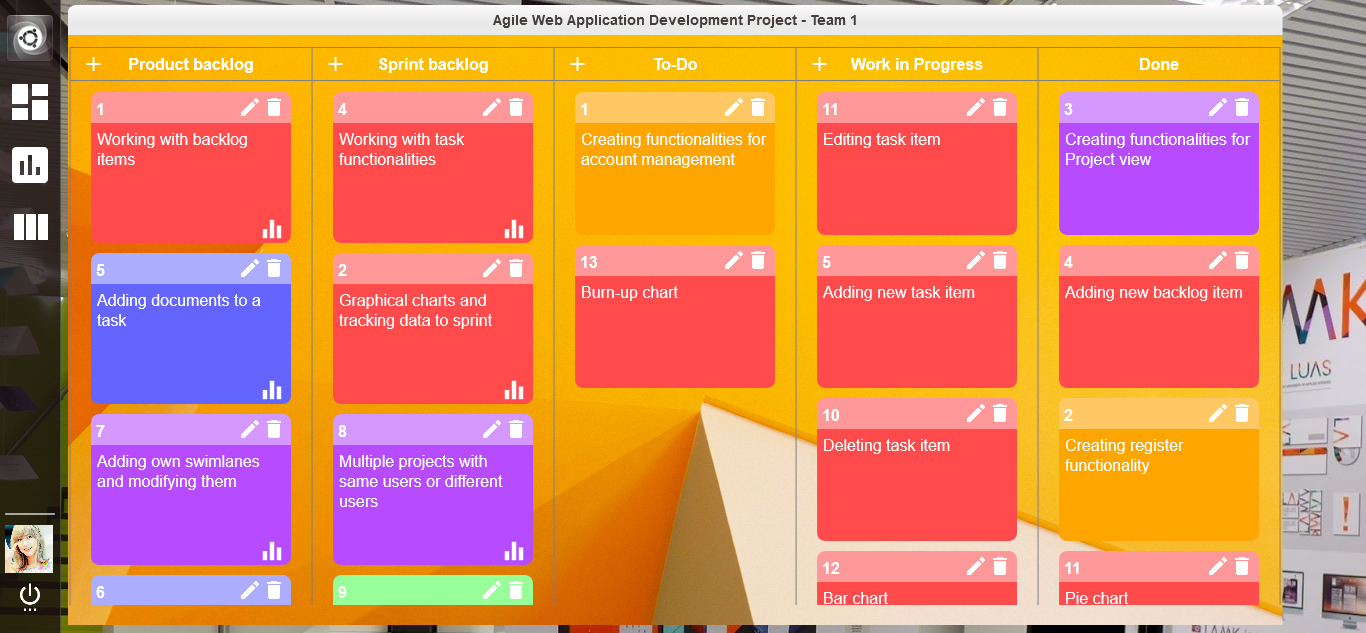 Agile Web Application Development Project - Team 1
+ Product backlog
+ Sprint backlog
+ To-Do
+ Work in Progress
Done
1
Working with backlog
items
5
Adding documents to a
task
7
Adding own swimlanes
and modifying them
6
4
Working with task
functionalities
2
Graphical charts and
tracking data to sprint
8
Multiple projects with
same users or different
users
9
1
Creating functionalities for
account management
13
Burn-up chart
11
Editing task item
5
Adding new task item
10
Deleting task item
12
Bar chart
3
Creating functionalities for
Project view
4
Adding new backlog item
2
Creating register
functionality
11
Pie chart
LUAS